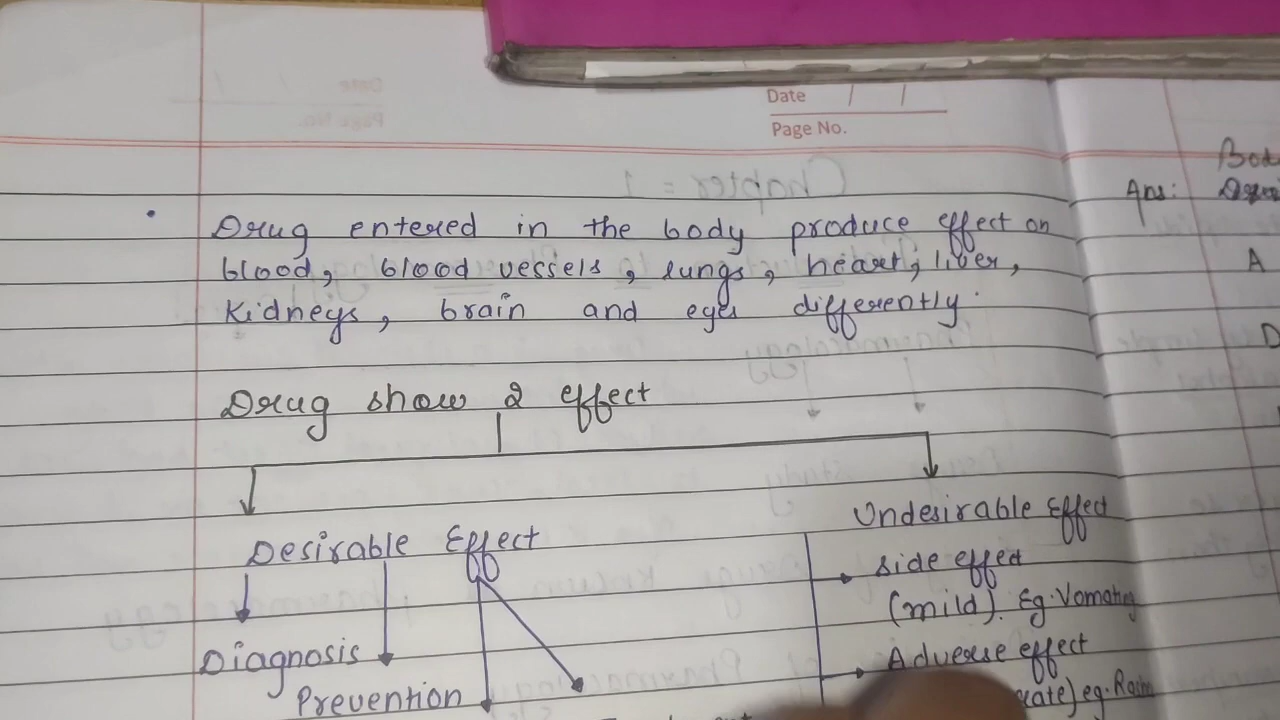 Date / /
Page No.
• Drug entered in the body produce effect on
blood, blood vessels, lungs, heart, liver,
Kidneys, brain and eyes differently.
Drug show 2 effect
Desirable Effect
Diagnosis
Prevention
Undesirable Effect
side effect
(mild). Eg. Vomating
Adverse effect
eg. Rash
Ans:
A
D